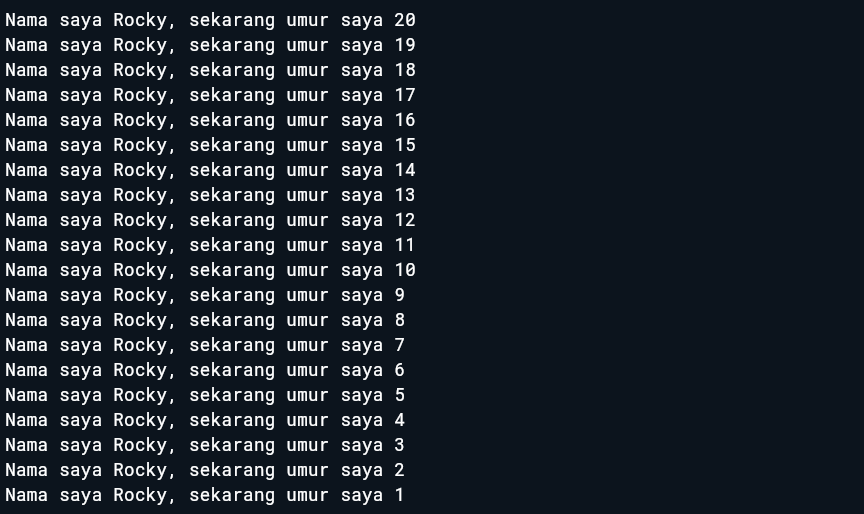 Nama saya Rocky, sekarang umur saya 20
Nama saya Rocky, sekarang umur saya 19
Nama saya Rocky, sekarang umur saya 18
Nama saya Rocky, sekarang umur saya 17
Nama saya Rocky, sekarang umur saya 16
Nama saya Rocky, sekarang umur saya 15
Nama saya Rocky, sekarang umur saya 14
Nama saya Rocky, sekarang umur saya 13
Nama saya Rocky, sekarang umur saya 12
Nama saya Rocky, sekarang umur saya 11
Nama saya Rocky, sekarang umur saya 10
Nama saya Rocky, sekarang umur saya 9
Nama saya Rocky, sekarang umur saya 8
Nama saya Rocky, sekarang umur saya 7
Nama saya Rocky, sekarang umur saya 6
Nama saya Rocky, sekarang umur saya 5
Nama saya Rocky, sekarang umur saya 4
Nama saya Rocky, sekarang umur saya 3
Nama saya Rocky, sekarang umur saya 2
Nama saya Rocky, sekarang umur saya 1